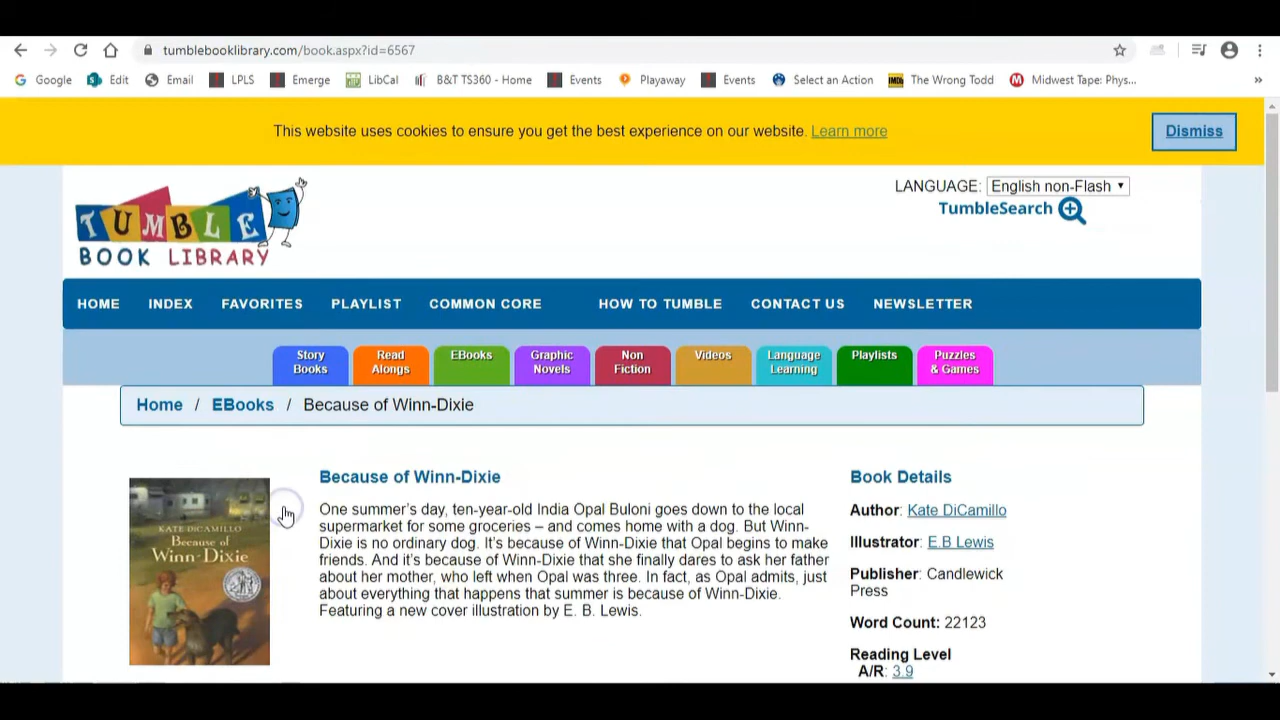 tumblebooklibrary.com/book.aspx?id=6567
Google Edit Email LPLS Emerge LibCal B&T TS360 - Home Events Playaway Events Select an Action IMDb The Wrong Todd Midwest Tape: Phys... »
This website uses cookies to ensure you get the best experience on our website. Learn more
Dismiss
TUMBLE
BOOK LIBRARY
LANGUAGE: English non-Flash
TumbleSearch
HOME INDEX FAVORITES PLAYLIST COMMON CORE HOW TO TUMBLE CONTACT US NEWSLETTER
Story Books
Read Alongs
EBooks
Graphic Novels
Non Fiction
Videos
Language Learning
Playlists
Puzzles & Games
Home / EBooks / Because of Winn-Dixie
KATE DICAMILLO
Because of
Winn-Dixie
Because of Winn-Dixie
One summer's day, ten-year-old India Opal Buloni goes down to the local
supermarket for some groceries – and comes home with a dog. But Winn-
Dixie is no ordinary dog. It's because of Winn-Dixie that Opal begins to make
friends. And it's because of Winn-Dixie that she finally dares to ask her father
about her mother, who left when Opal was three. In fact, as Opal admits, just
about everything that happens that summer is because of Winn-Dixie.
Featuring a new cover illustration by E. B. Lewis.
Book Details
Author: Kate DiCamillo
Illustrator: E.B Lewis
Publisher: Candlewick
Press
Word Count: 22123
Reading Level
A/R: 3.9